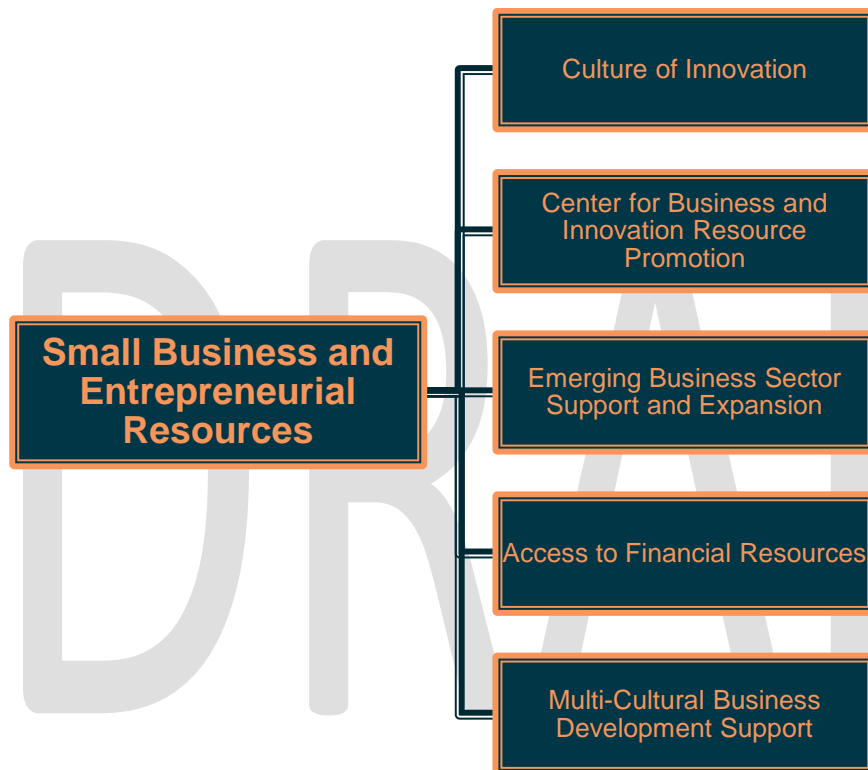 Culture of Innovation
Center for Business and
Innovation Resource
Promotion
Small Business and
Entrepreneurial
Resources
Emerging Business Sector
Support and Expansion
Access to Financial Resources
Multi-Cultural Business
Development Support
DRA